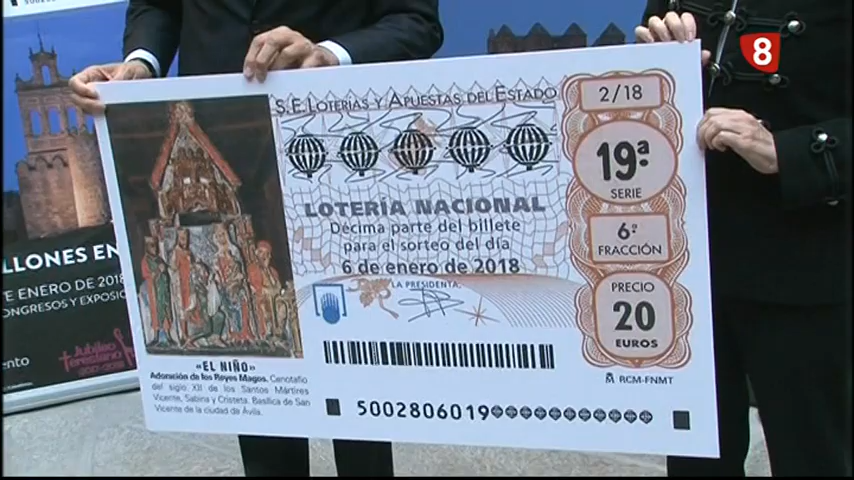 8
S.E. LOTERÍAS Y APUESTAS DEL ESTADO
2/18
19ª
SERIE
LOTERÍA NACIONAL
Décima parte del billete
para el sorteo del día
6 de enero de 2018
6ª
FRACCIÓN
LA PRESIDENTA,
PRECIO
20
EUROS
RCM-FNMT
«EL NIÑO»
Adoración de los Reyes Magos. Cenotafio
del siglo XII de los Santos Mártires
Vicente, Sabina y Cristeta. Basílica de San
Vicente de la ciudad de Ávila.
5002806019
LLONES EN
E ENERO DE 2018
ONGRESOS Y EXPOSIC
ento
Jubileo
Teresiano